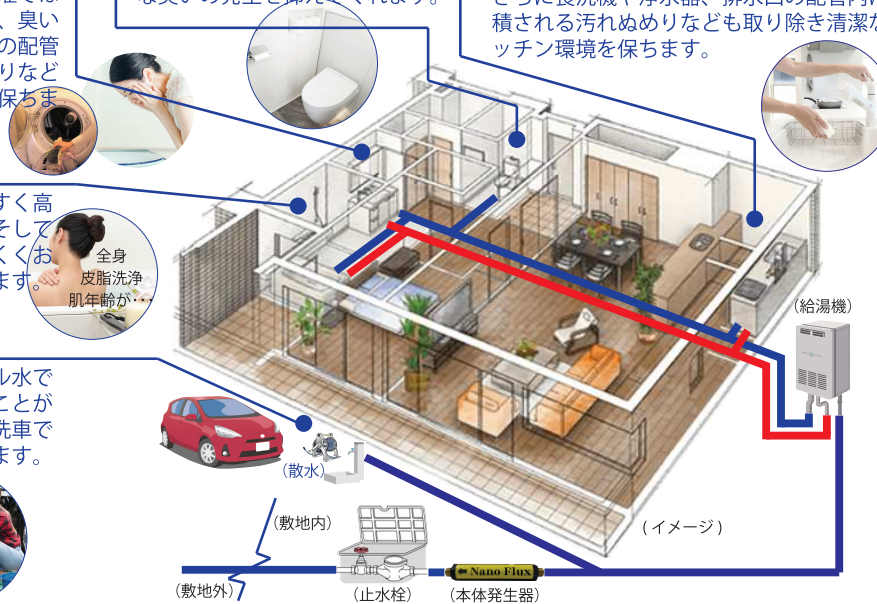 な臭いの発生を抑えてくれます。
さらに食洗機や浄水器、排水口の配管内に
積される汚れぬめりなども取り除き清潔な
ッチン環境を保ちます。
、臭い
の配管
りなど
保ちま
すく高
そして
くくお
ます。
全身
皮脂洗浄
肌年齢が・・
ル水で
ことが
洗車で
ます。
(給湯機)
(散水)
(イメージ)
(敷地内)
(敷地外)
(止水栓)
Nano Flux
(本体発生器)